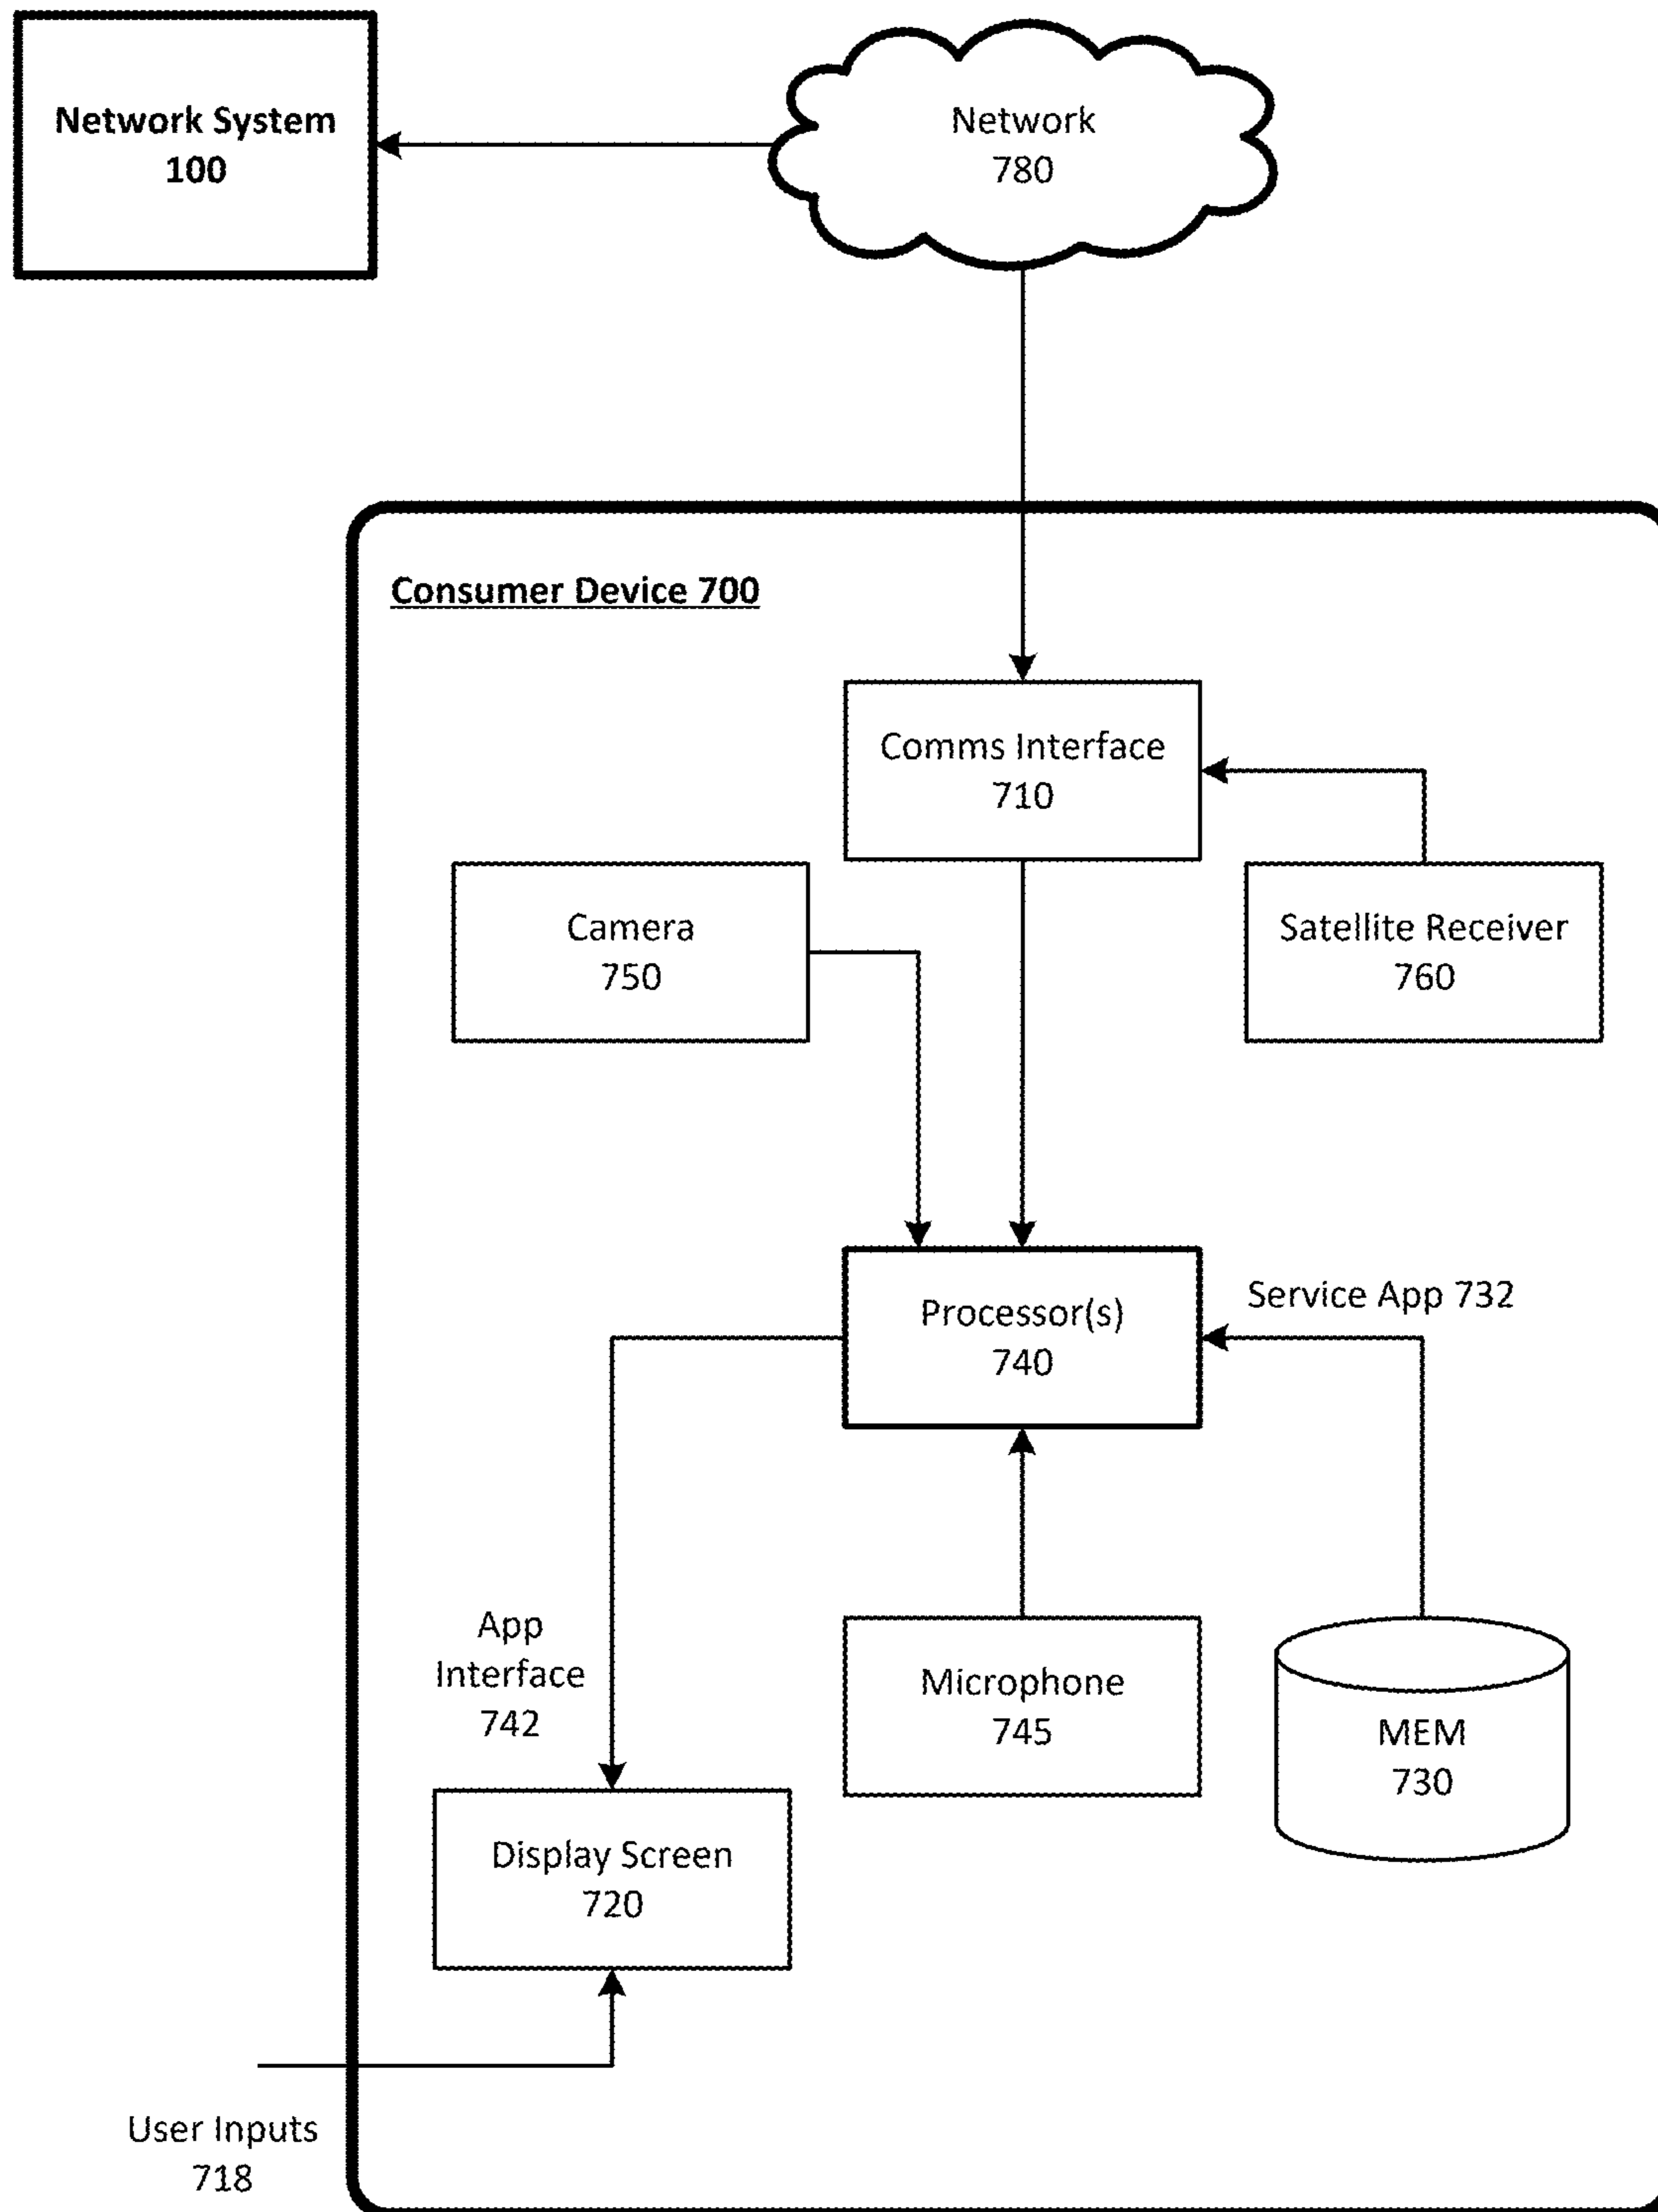 Network System
100
Network
780
Consumer Device 700
Comms Interface
710
Camera
750
Satellite Receiver
760
Processor(s)
740
Service App 732
App
Interface
742
Microphone
745
MEM
730
Display Screen
720
User Inputs
718